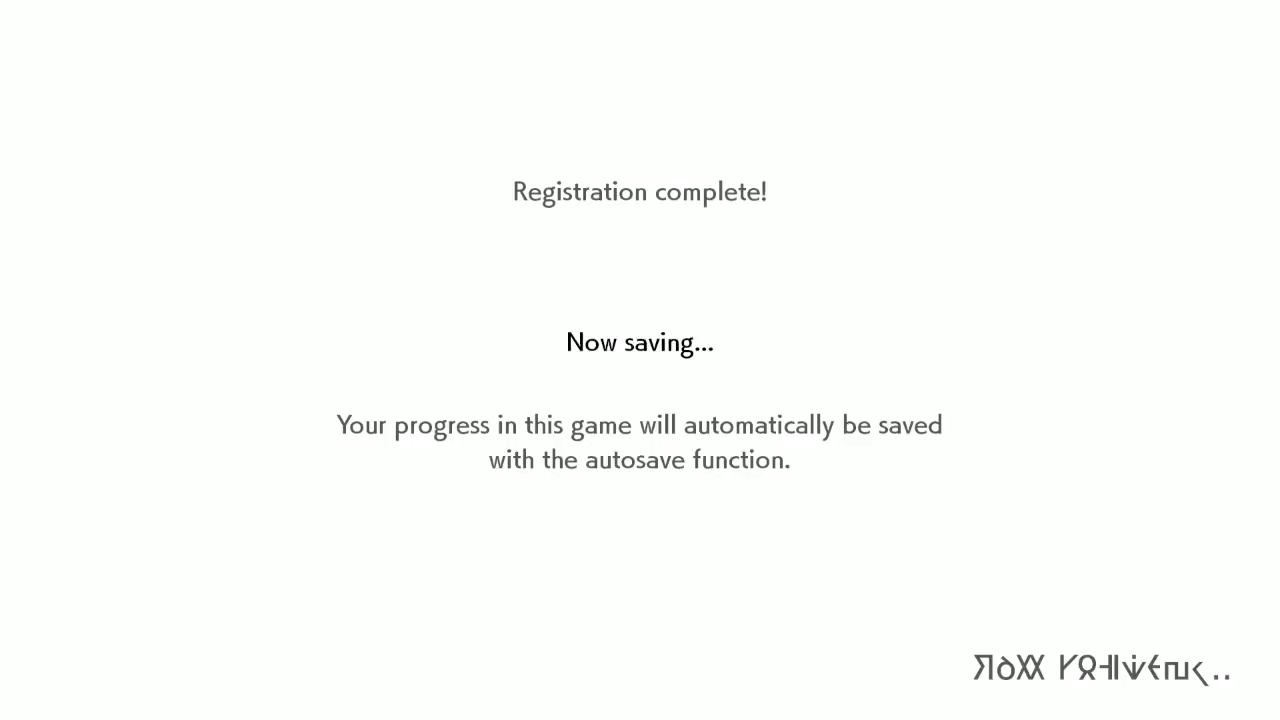 Registration complete!
Now saving...
Your progress in this game will automatically be saved
with the autosave function.